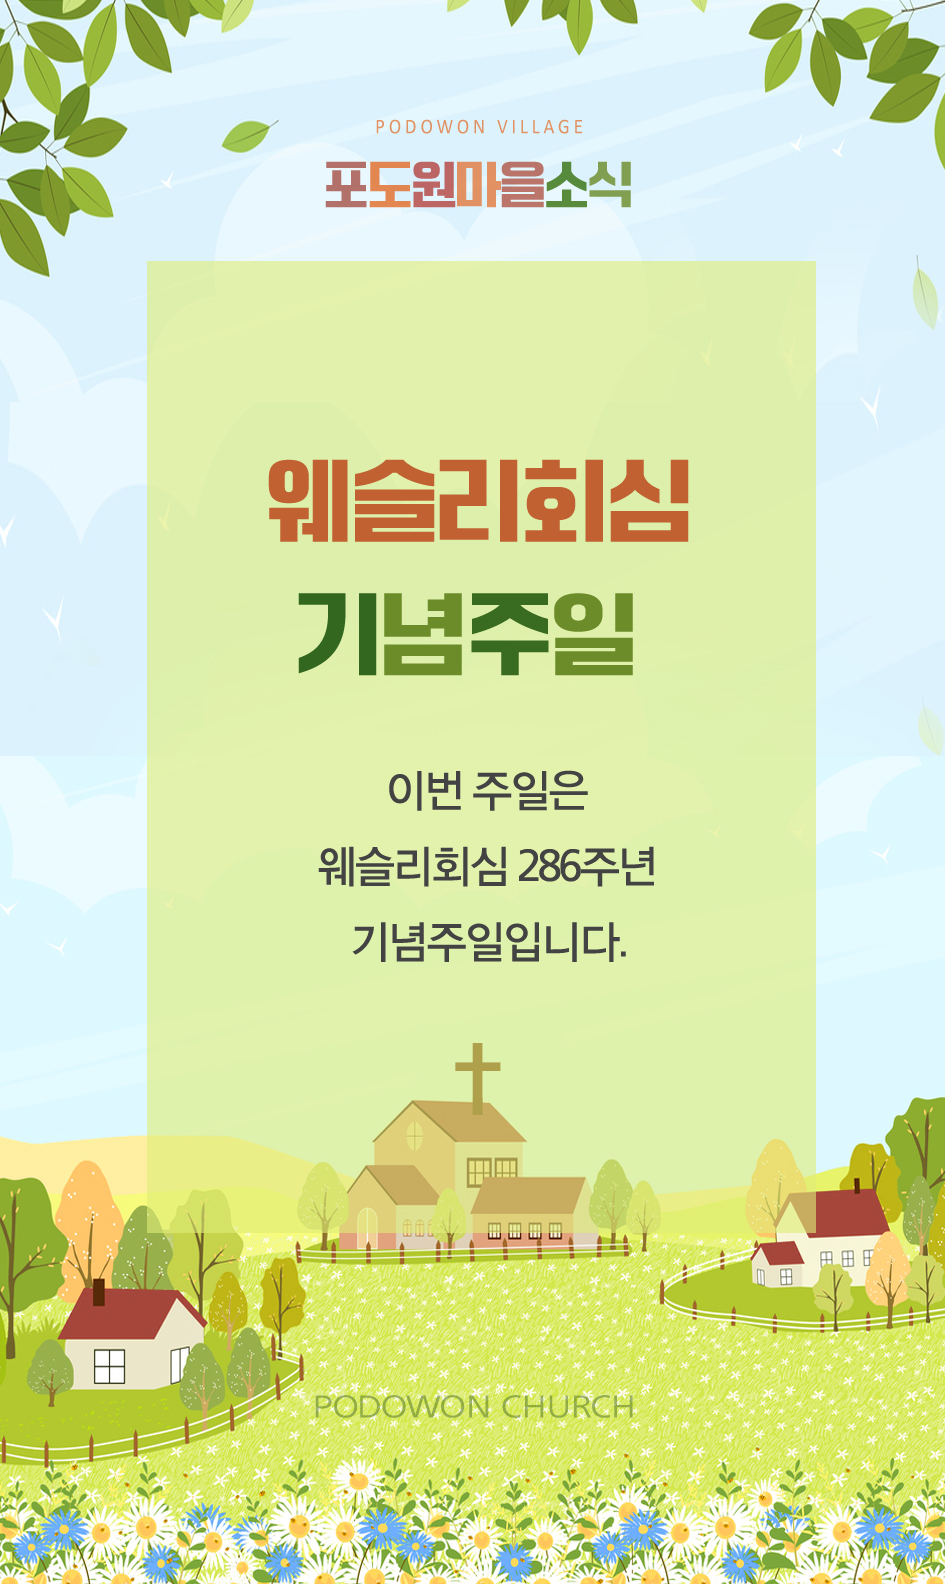 PODOWON VILLAGE
포도원마을소식
웨슬리회심
기념주일
이번 주일은
웨슬리회심 286주년
기념주일입니다.
PODOWON CHURCH